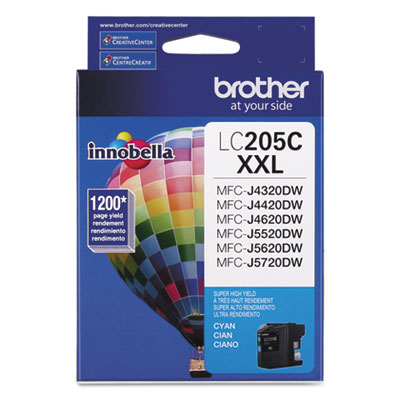 www.brother.com/creativecenter
BROTHER
CREATIVECENTER
BROTHER
CENTRECRÉATIF
brother
at your side
innobella
LC205C
XXL
1200*
page yield
rendement
rendimiento
rendimento
MFC-J4320DW
MFC-J4420DW
MFC-J4620DW
MFC-J5520DW
MFC-J5620DW
MFC-J5720DW
SUPER HIGH YIELD
À TRÈS HAUT RENDEMENT
SUPER ALTO RENDIMIENTO
ULTRA RENDIMENTO
CYAN
CIAN
CIANO